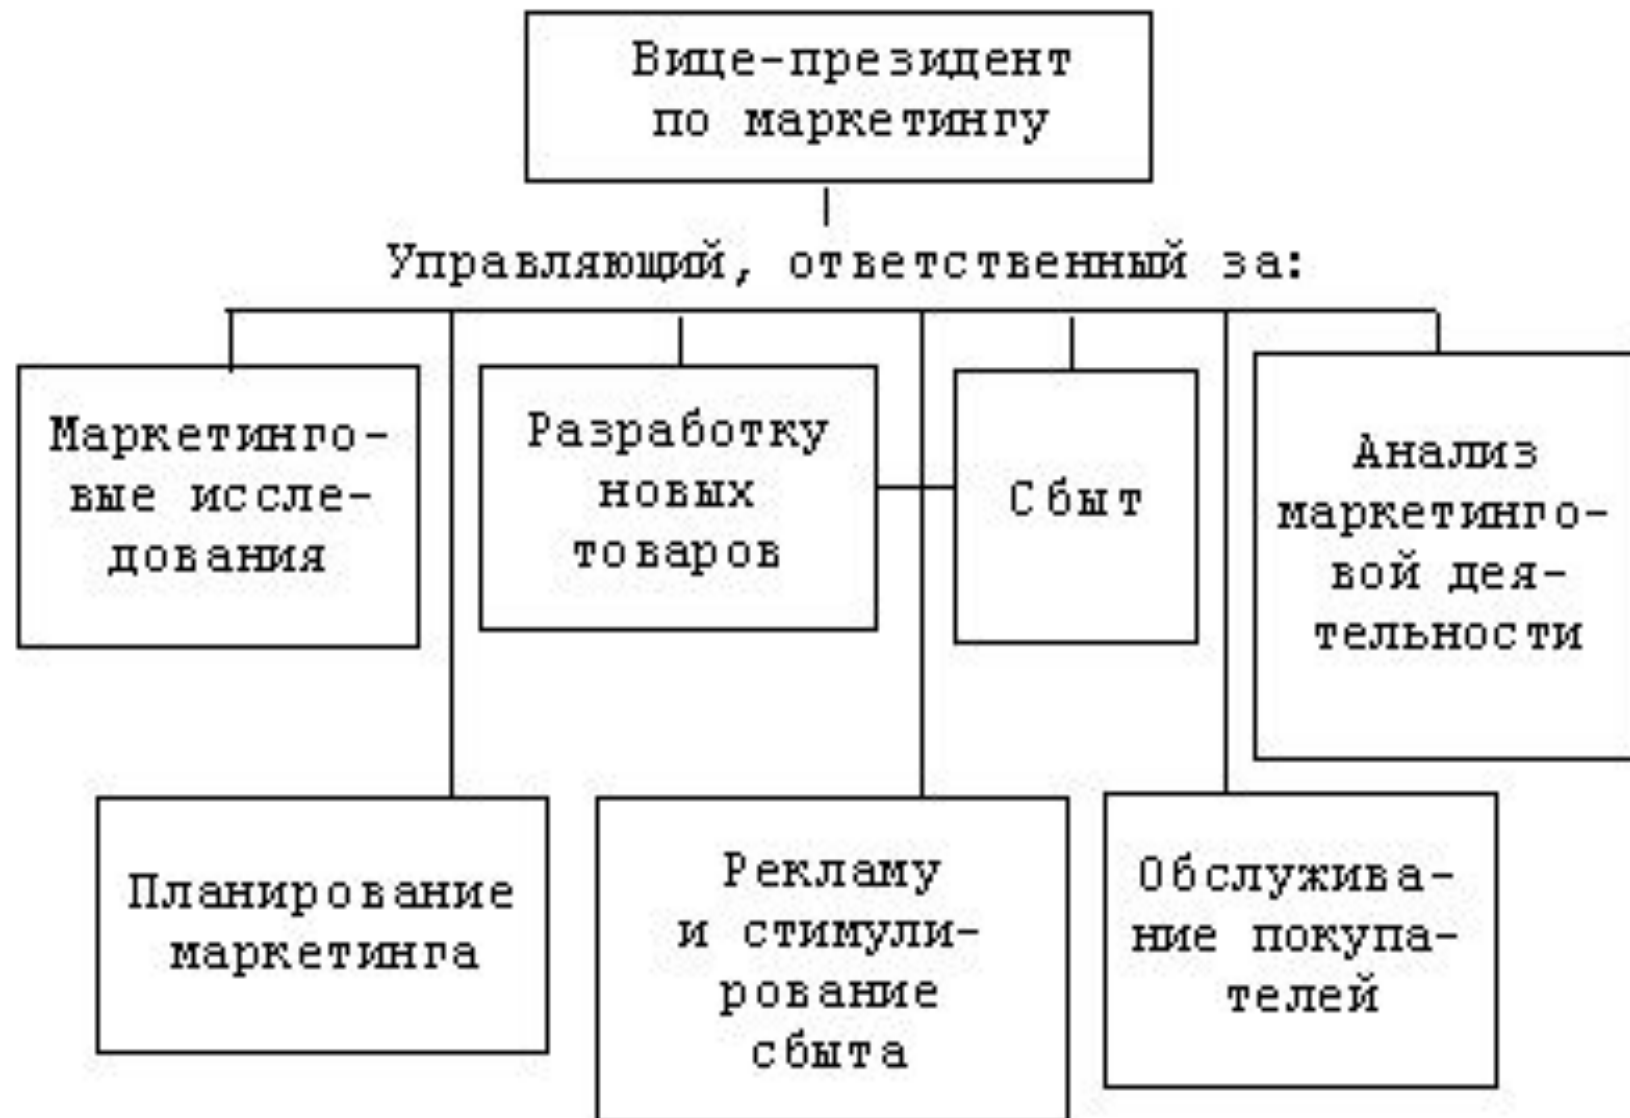 Вице-президент
по маркетингу
Управляющий, ответственный за:
Маркетинго-
вые иссле-
дования
Разработку
новых
товаров
Сбыт
Анализ
маркетинго-
вой дея-
тельности
Планирование
маркетинга
Рекламу
и стимули-
рование
сбыта
Обслужива-
ние покупа-
телей